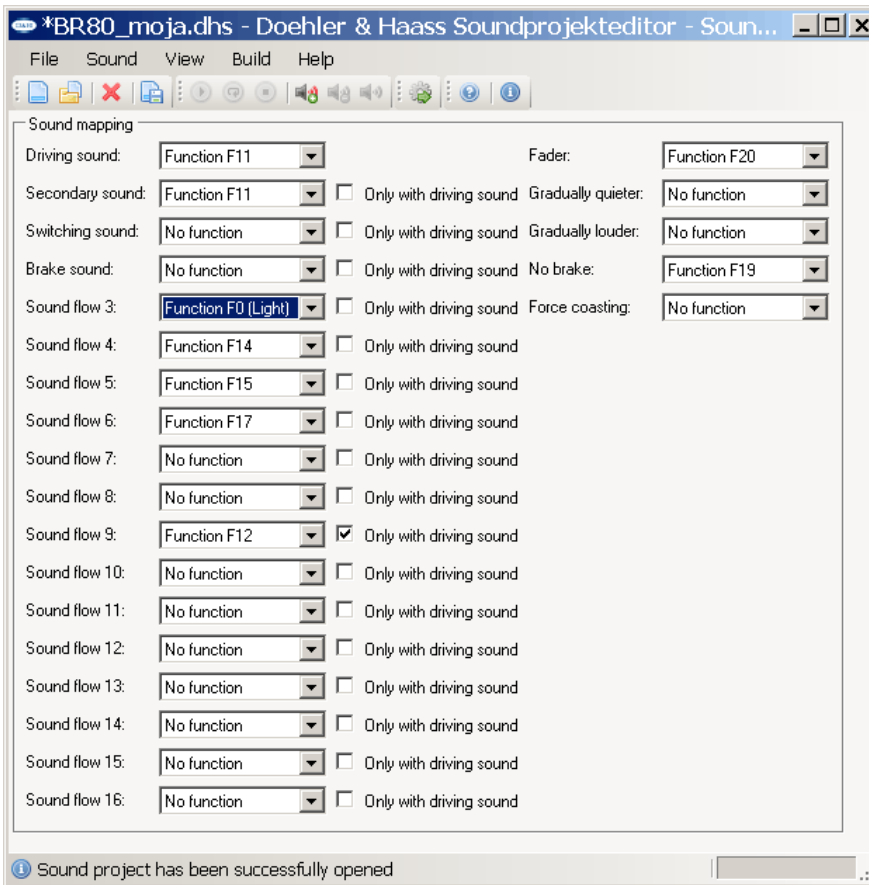 *BR80_moja.dhs - Doehler & Haass Soundprojekteditor - Soun...
File Sound View Build Help
Sound mapping
Driving sound: Function F11 Fader: Function F20
Secondary sound: Function F11 Only with driving sound Gradually quieter: No function
Switching sound: No function Only with driving sound Gradually louder: No function
Brake sound: No function Only with driving sound No brake: Function F19
Sound flow 3: Function F0 (Light) Only with driving sound Force coasting: No function
Sound flow 4: Function F14 Only with driving sound
Sound flow 5: Function F15 Only with driving sound
Sound flow 6: Function F17 Only with driving sound
Sound flow 7: No function Only with driving sound
Sound flow 8: No function Only with driving sound
Sound flow 9: Function F12 Only with driving sound
Sound flow 10: No function Only with driving sound
Sound flow 11: No function Only with driving sound
Sound flow 12: No function Only with driving sound
Sound flow 13: No function Only with driving sound
Sound flow 14: No function Only with driving sound
Sound flow 15: No function Only with driving sound
Sound flow 16: No function Only with driving sound
Sound project has been successfully opened